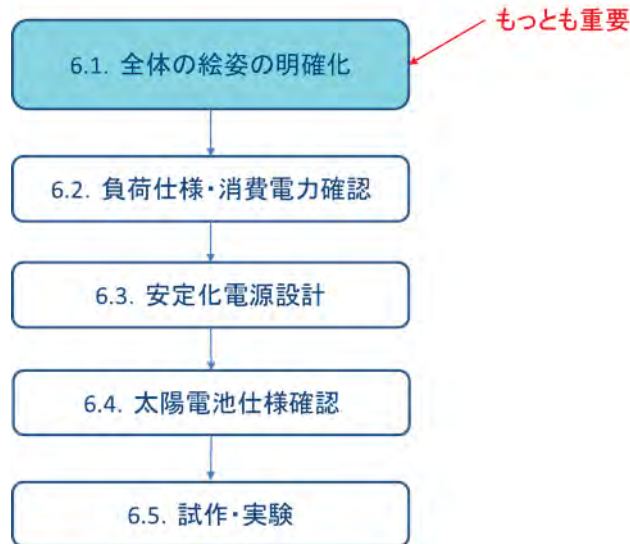 もっとも重要
6.1. 全体の絵姿の明確化
6.2. 負荷仕様・消費電力確認
6.3. 安定化電源設計
6.4. 太陽電池仕様確認
6.5. 試作・実験